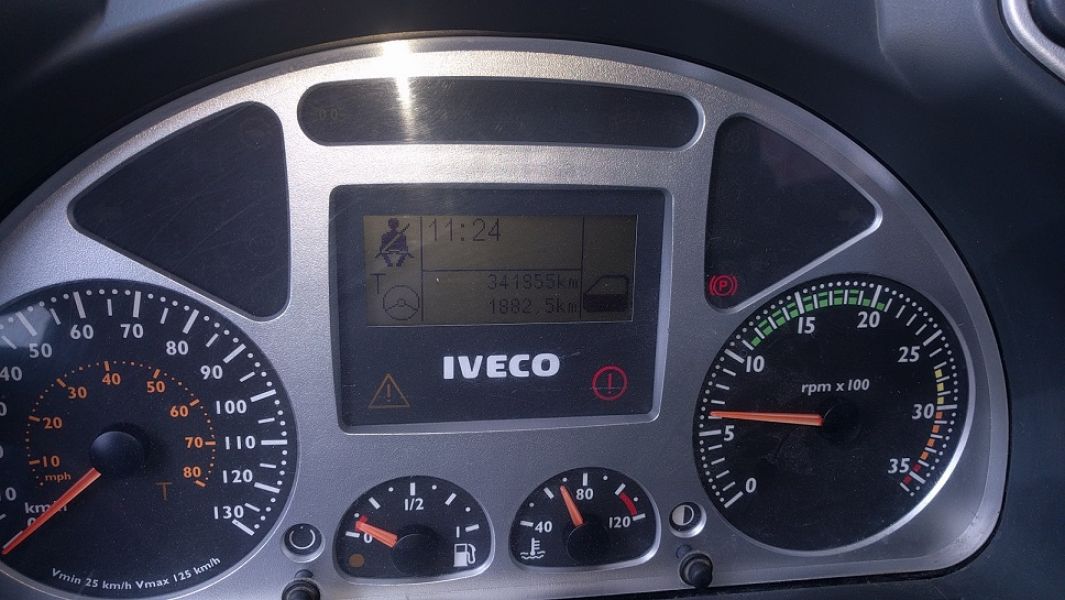 11:24
T
341855km
1882,5km
IVECO
P
40 50 60 70 80 90 100 110 120 130
km/h
10 20 30 40 50 60 70 80
mph
T
Vmin 25 km/h Vmax 125 km/h
0 1/2 1
40 80 120
0 5 10 15 20 25 30 35
rpm x 100